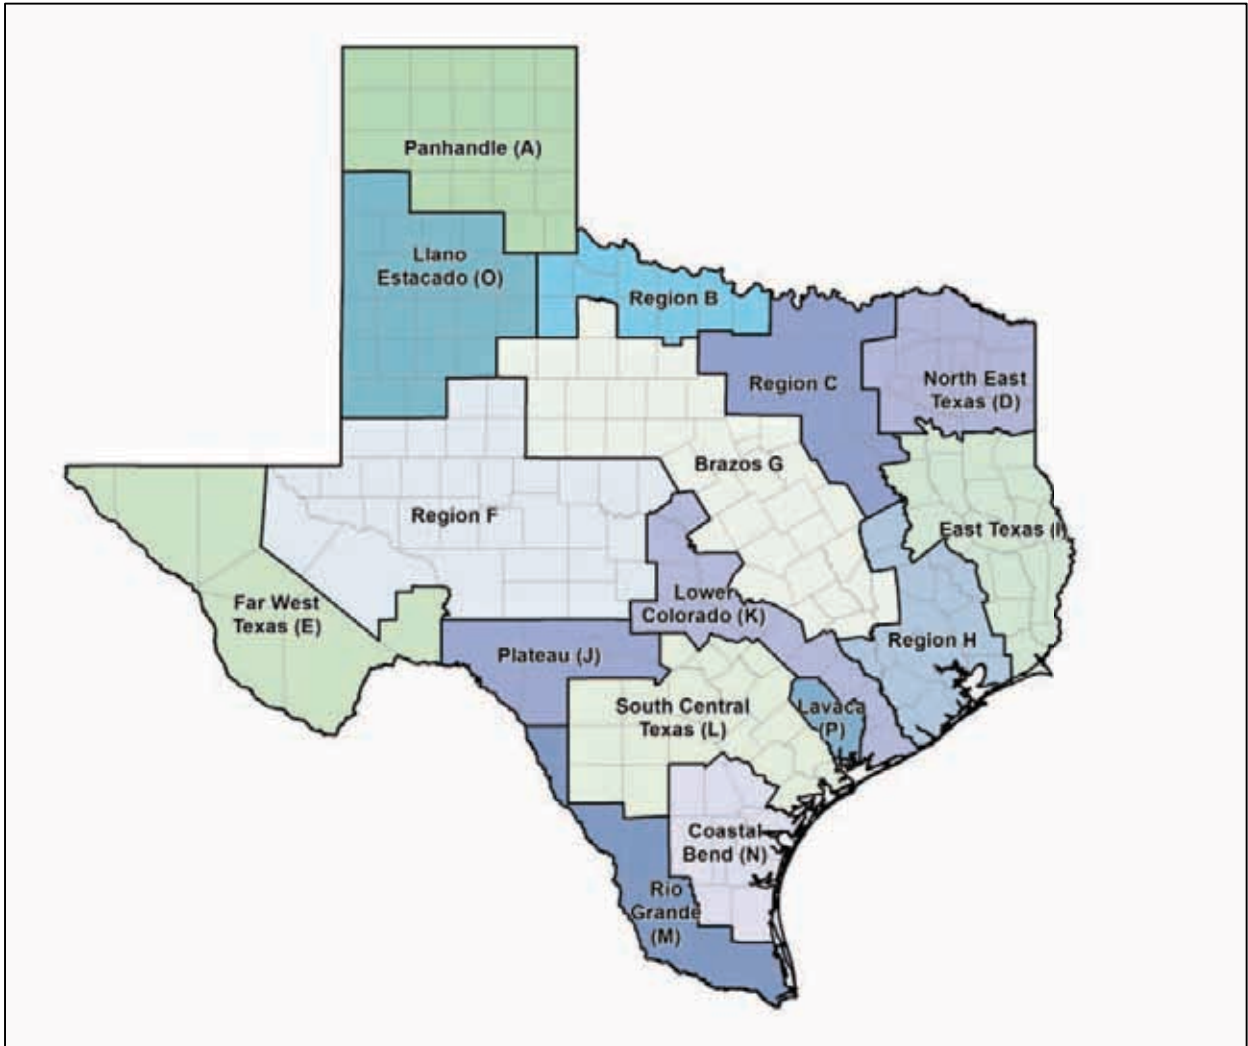 Panhandle (A)
Llano
Estacado (O)
Region B
Region C
North East
Texas (D)
Brazos G
Region F
East Texas (I)
Far West
Texas (E)
Lower
Colorado (K)
Region H
Plateau (J)
South Central
Texas (L)
Lavaca
(P)
Coastal
Bend (N)
Rio
Grande
(M)